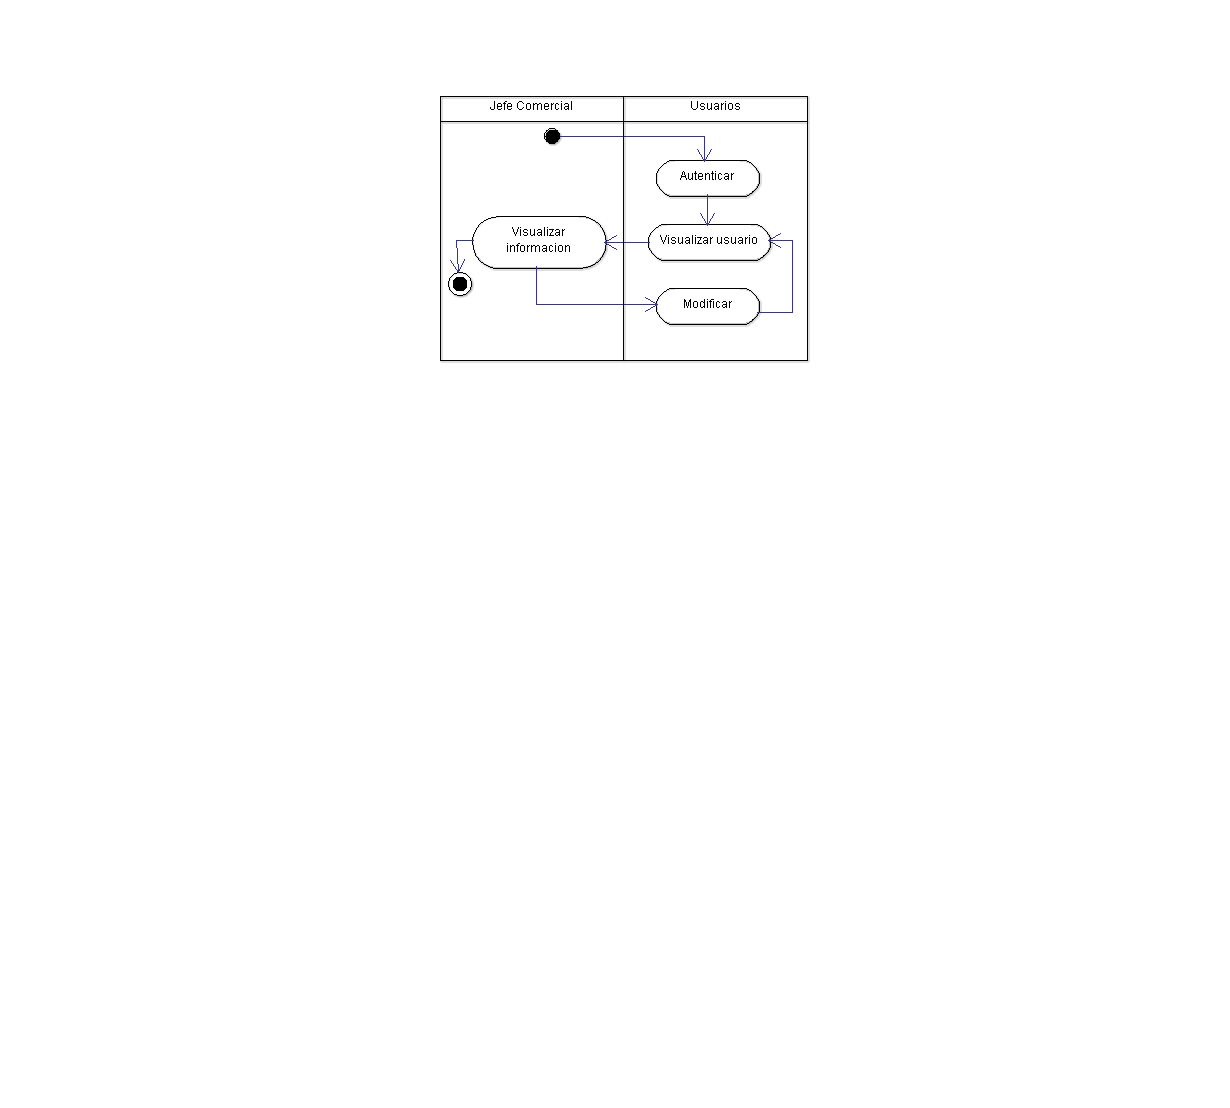 Jefe Comercial
Usuarios
Autenticar
Visualizar
informacion
Visualizar usuario
Modificar